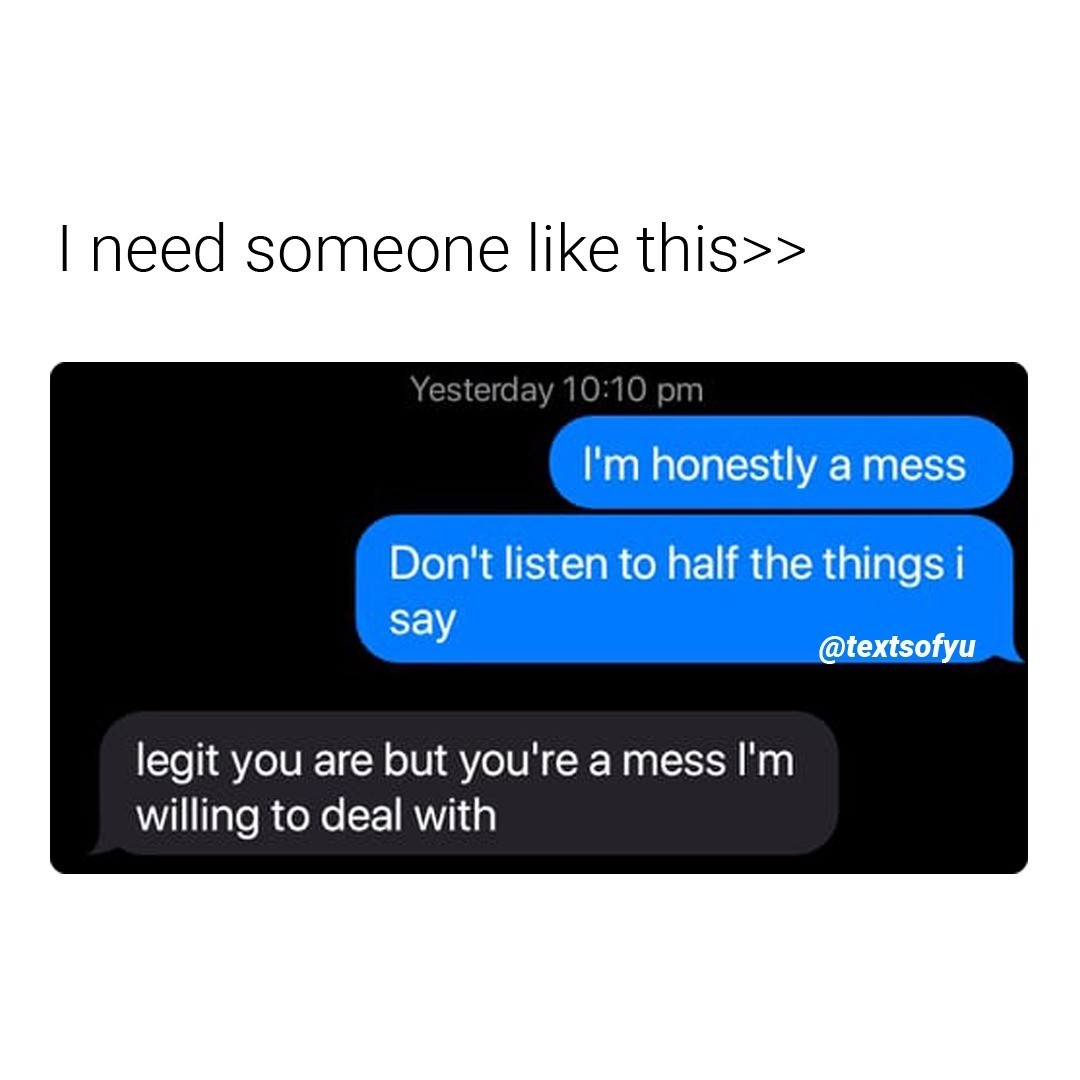 I need someone like this>>
Yesterday 10:10 pm
I'm honestly a mess
Don't listen to half the things i
say
@textsofyu
legit you are but you're a mess I'm
willing to deal with